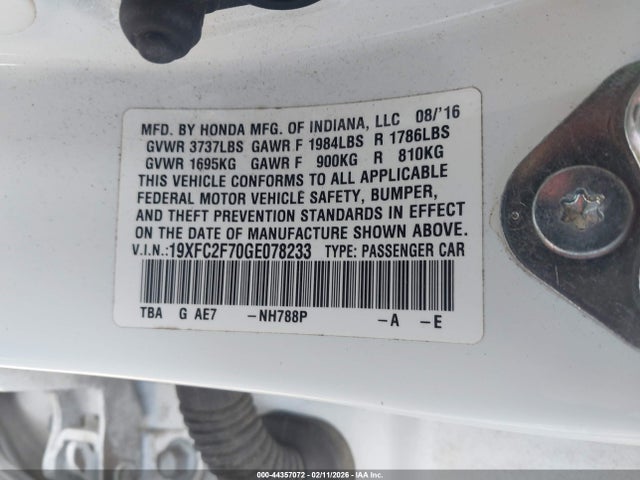 MFD. BY HONDA MFG. OF INDIANA, LLC 08/'16
GVWR 3737LBS GAWR F 1984LBS R 1786LBS
GVWR 1695KG GAWR F 900KG R 810KG
THIS VEHICLE CONFORMS TO ALL APPLICABLE
FEDERAL MOTOR VEHICLE SAFETY, BUMPER,
AND THEFT PREVENTION STANDARDS IN EFFECT
ON THE DATE OF MANUFACTURE SHOWN ABOVE.
V.I.N.:19XFC2F70GE078233 TYPE: PASSENGER CAR
TBA G AE7 -NH788P -A -E
000-44357072 - 02/11/2026 - Copyright IAA, LLC